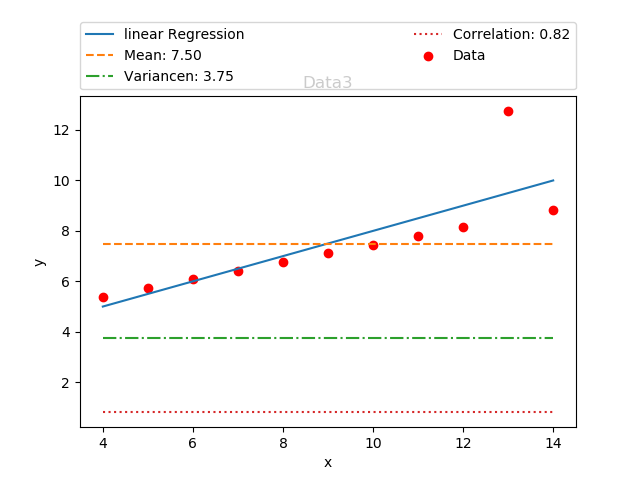 linear Regression
Mean: 7.50
Variancen: 3.75
Correlation: 0.82
Data
Data3
12
10
8
6
4
2
y
4 6 8 10 12 14
x